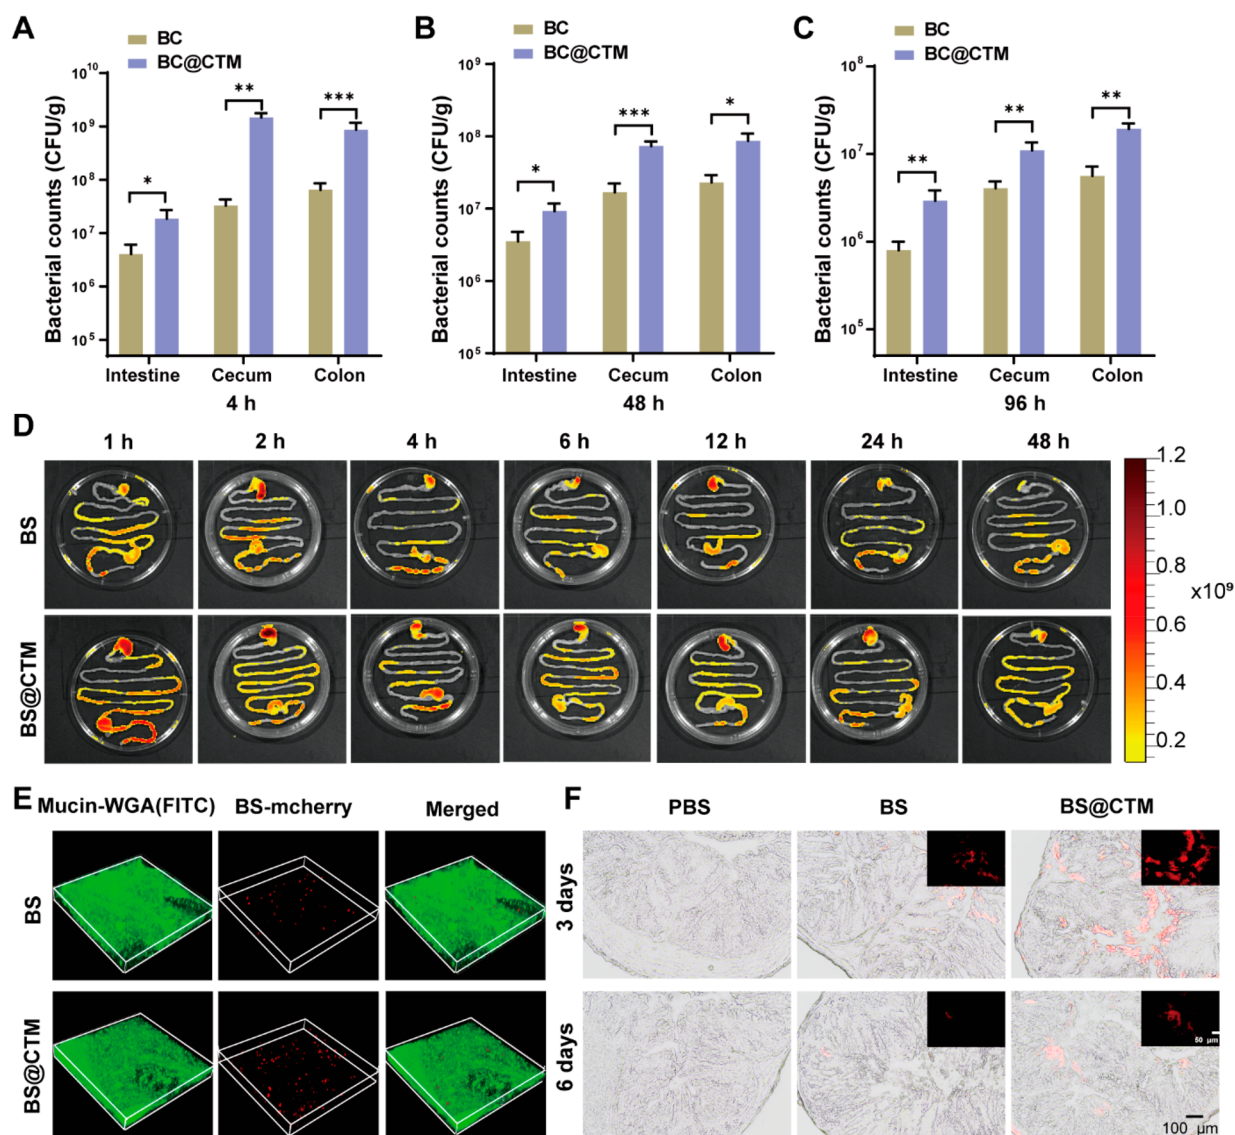 A
BC
BC@CTM
Bacterial counts (CFU/g)
10¹⁰
10⁹
10⁸
10⁷
10⁶
10⁵
*
**
***
Intestine Cecum Colon
4 h
B
BC
BC@CTM
Bacterial counts (CFU/g)
10⁹
10⁸
10⁷
10⁶
10⁵
*
***
*
Intestine Cecum Colon
48 h
C
BC
BC@CTM
Bacterial counts (CFU/g)
10⁸
10⁷
10⁶
10⁵
**
**
**
Intestine Cecum Colon
96 h
D
1 h 2 h 4 h 6 h 12 h 24 h 48 h
BS
BS@CTM
1.2
1.0
0.8
0.6
0.4
0.2
x10⁹
E
Mucin-WGA(FITC) BS-mcherry Merged
BS
BS@CTM
F
PBS BS BS@CTM
3 days
6 days
50 μm
100 μm